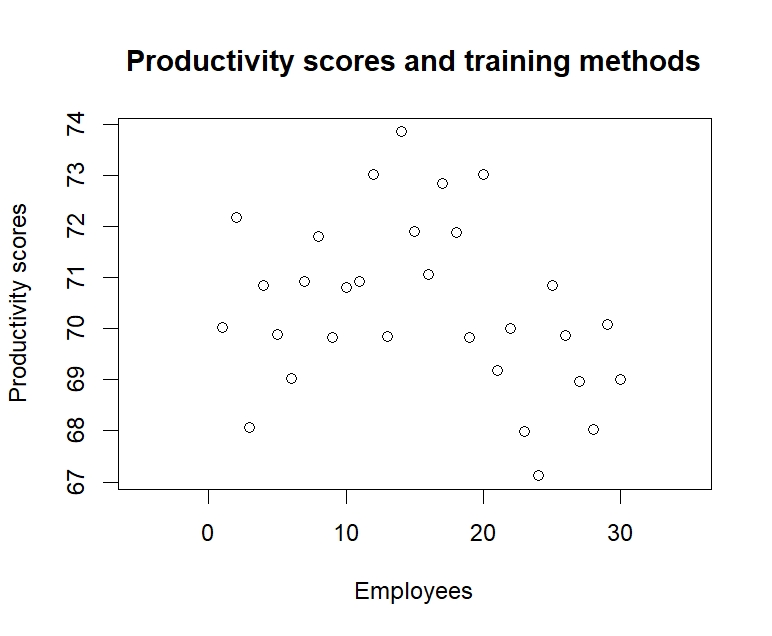 Productivity scores and training methods
74
73
72
71
70
69
68
67
Productivity scores
0 10 20 30
Employees